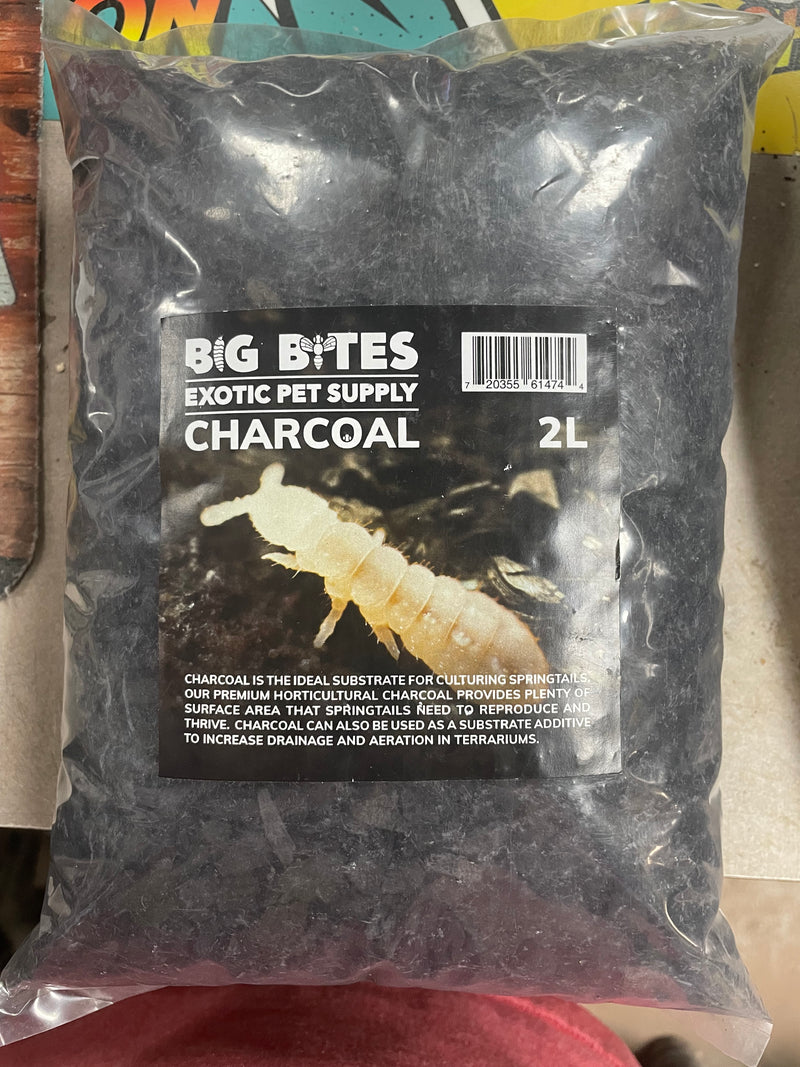 ON
BIG BITES
EXOTIC PET SUPPLY
CHARCOAL
7 20355 61474 4
2L
CHARCOAL IS THE IDEAL SUBSTRATE FOR CULTURING SPRINGTAILS.
OUR PREMIUM HORTICULTURAL CHARCOAL PROVIDES PLENTY OF
SURFACE AREA THAT SPRINGTAILS NEED TO REPRODUCE AND
THRIVE. CHARCOAL CAN ALSO BE USED AS A SUBSTRATE ADDITIVE
TO INCREASE DRAINAGE AND AERATION IN TERRARIUMS.